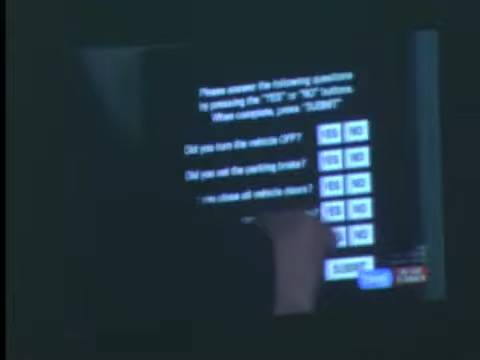 Please answer the following questions
by pressing the "YES" or "NO" buttons.
When complete, press "SUBMIT"
Did you turn the vehicle OFF?
YES NO
Did you set the parking brake?
YES NO
you close all vehicle doors?
YES NO
YES NO
NO
SUBMIT